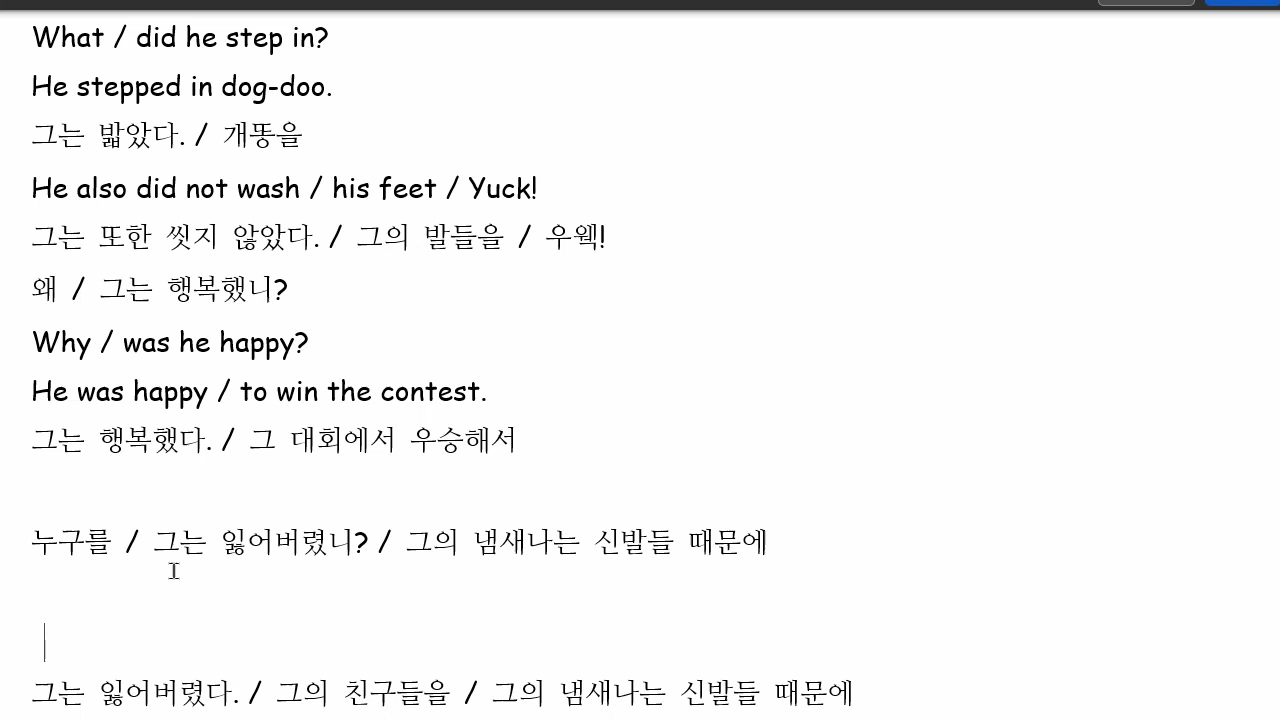 What / did he step in?
He stepped in dog-doo.
그는 밟았다. / 개똥을
He also did not wash / his feet / Yuck!
그는 또한 씻지 않았다. / 그의 발들을 / 우웩!
왜 / 그는 행복했니?
Why / was he happy?
He was happy / to win the contest.
그는 행복했다. / 그 대회에서 우승해서
누구를 / 그는 잃어버렸니? / 그의 냄새나는 신발들 때문에
그는 잃어버렸다. / 그의 친구들을 / 그의 냄새나는 신발들 때문에